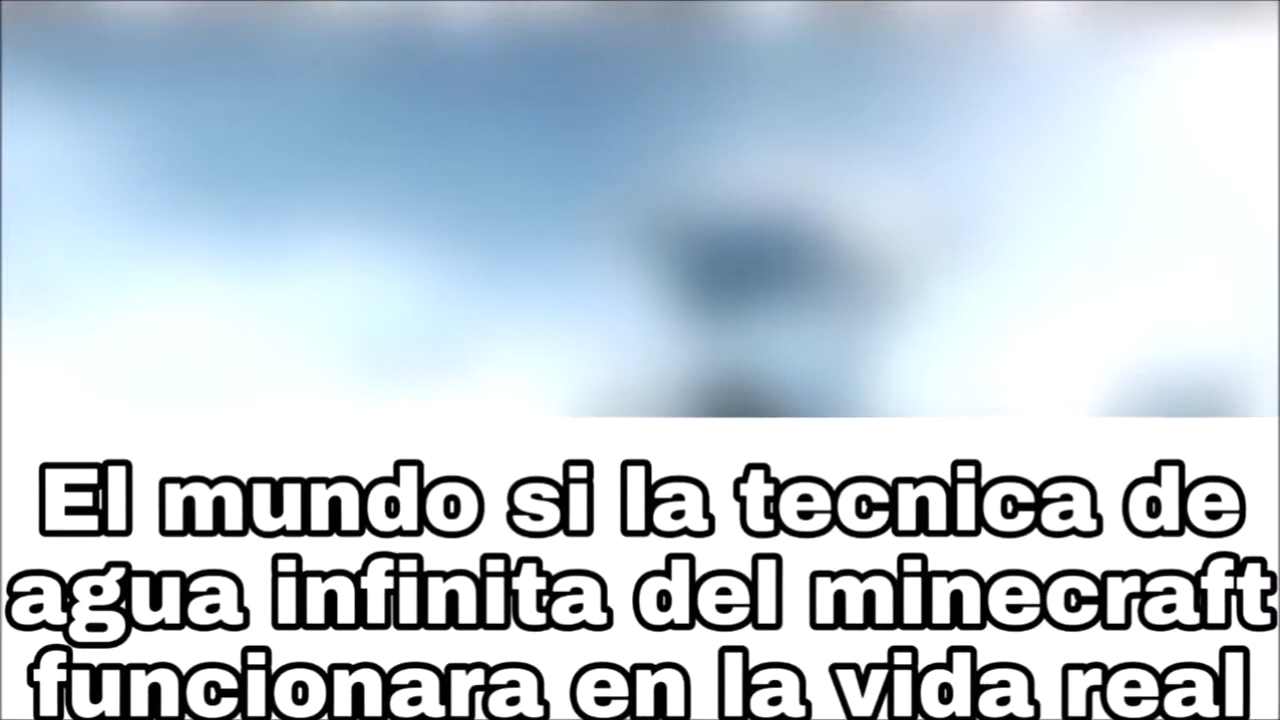 El mundo si la tecnica de
agua infinita del minecraft
funcionara en la vida real